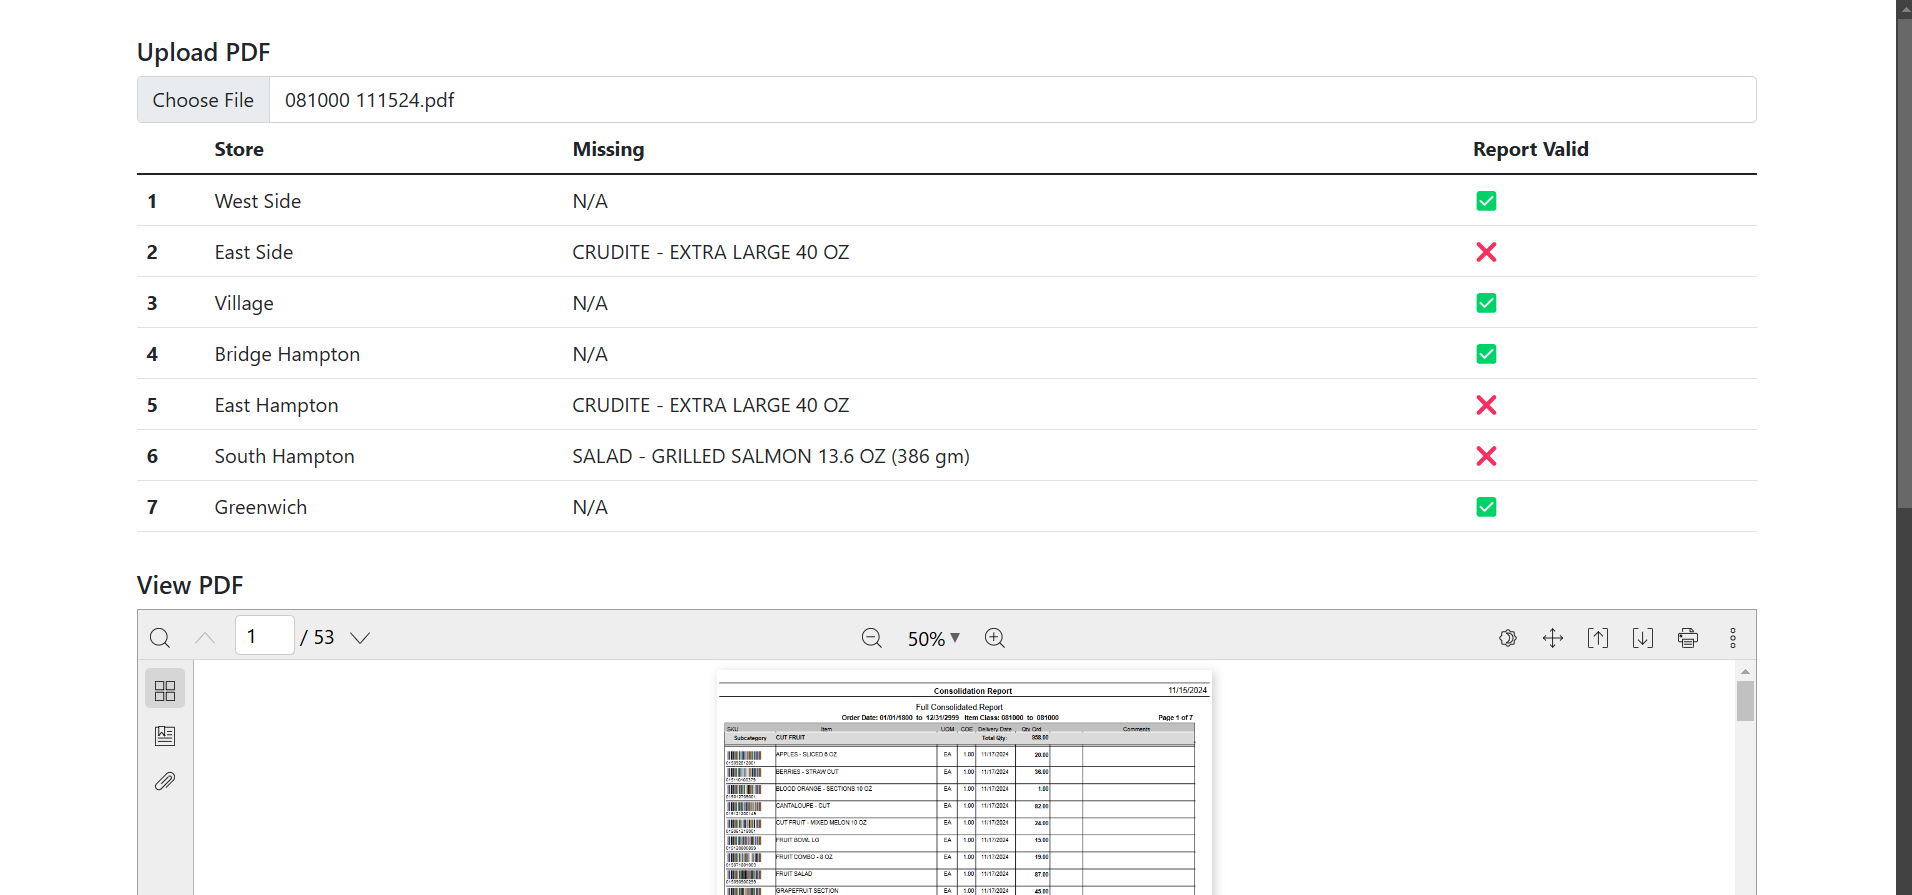 Upload PDF
Choose File 081000 111524.pdf
Store Missing Report Valid
1 West Side N/A
2 East Side CRUDITE - EXTRA LARGE 40 OZ
3 Village N/A
4 Bridge Hampton N/A
5 East Hampton CRUDITE - EXTRA LARGE 40 OZ
6 South Hampton SALAD - GRILLED SALMON 13.6 OZ (386 gm)
7 Greenwich N/A
View PDF
1 / 53 50%
Consolidation Report 11/15/2024
Full Consolidated Report
Order Date: 01/01/1800 to 12/31/2999 Item Class: 081000 to 081000 Page 1 of 7
SKU Item UOM COE Delivery Date Qty Ord Comments
Subcategory CUT FRUIT Total Qty: 958.00
APPLES - SLICED 6 OZ EA 1.00 11/17/2024 20.00
BERRIES - STRAW CUT EA 1.00 11/17/2024 36.00
BLOOD ORANGE - SECTIONS 10 OZ EA 1.00 11/17/2024 1.00
CANTALOUPE - CUT EA 1.00 11/17/2024 82.00
CUT FRUIT - MIXED MELON 10 OZ EA 1.00 11/17/2024 24.00
FRUIT BOWL LG EA 1.00 11/17/2024 15.00
FRUIT COMBO - 8 OZ EA 1.00 11/17/2024 19.00
FRUIT SALAD EA 1.00 11/17/2024 87.00
GRAPEFRUIT SECTION EA 1.00 11/17/2024 45.00